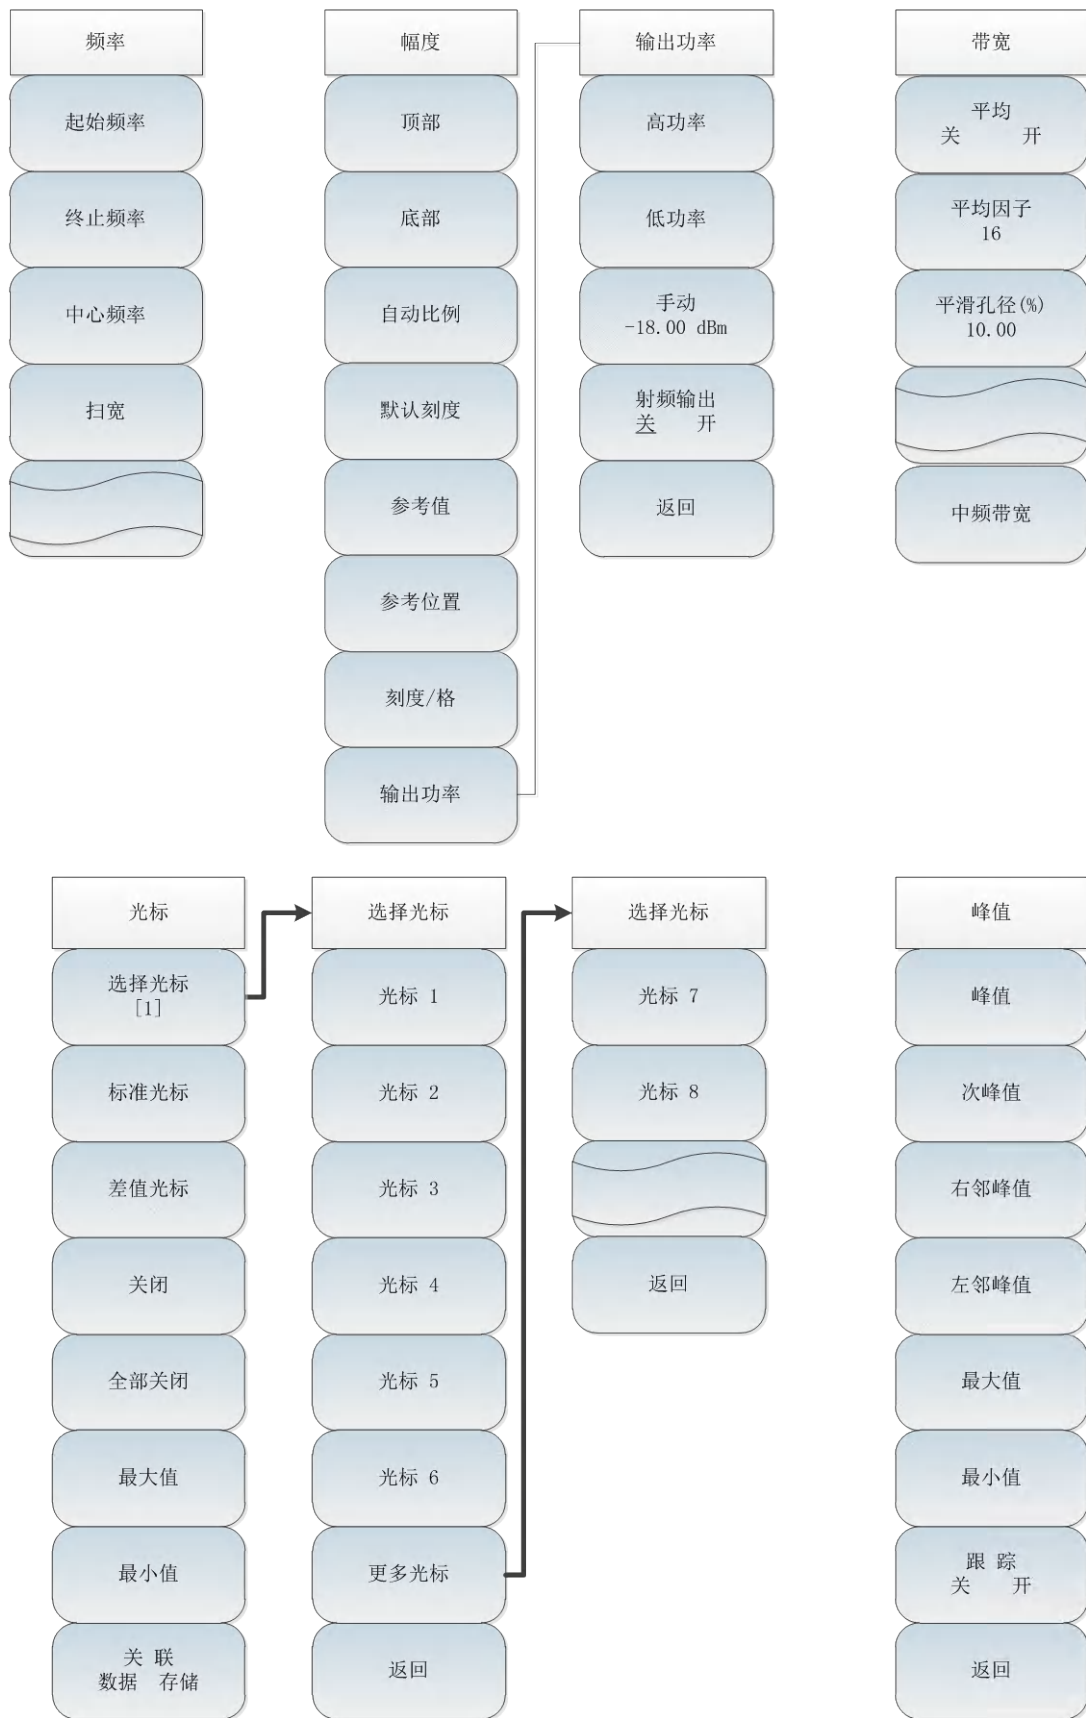 频率
起始频率
终止频率
中心频率
扫宽
幅度
顶部
底部
自动比例
默认刻度
参考值
参考位置
刻度/格
输出功率
输出功率
高功率
低功率
手动
-18.00 dBm
射频输出
关 开
返回
带宽
平均
关 开
平均因子
16
平滑孔径(%)
10.00
中频带宽
光标
选择光标
[1]
标准光标
差值光标
关闭
全部关闭
最大值
最小值
关 联
数据 存储
选择光标
光标 1
光标 2
光标 3
光标 4
光标 5
光标 6
更多光标
返回
选择光标
光标 7
光标 8
返回
峰值
峰值
次峰值
右邻峰值
左邻峰值
最大值
最小值
跟 踪
关 开
返回